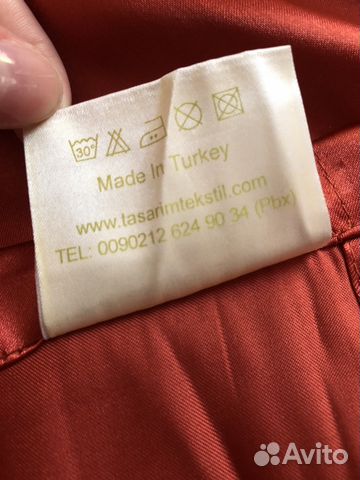 30°
Made In Turkey
www.tasarimtekstil.com
TEL: 0090212 624 90 34 (Pbx)
Avito